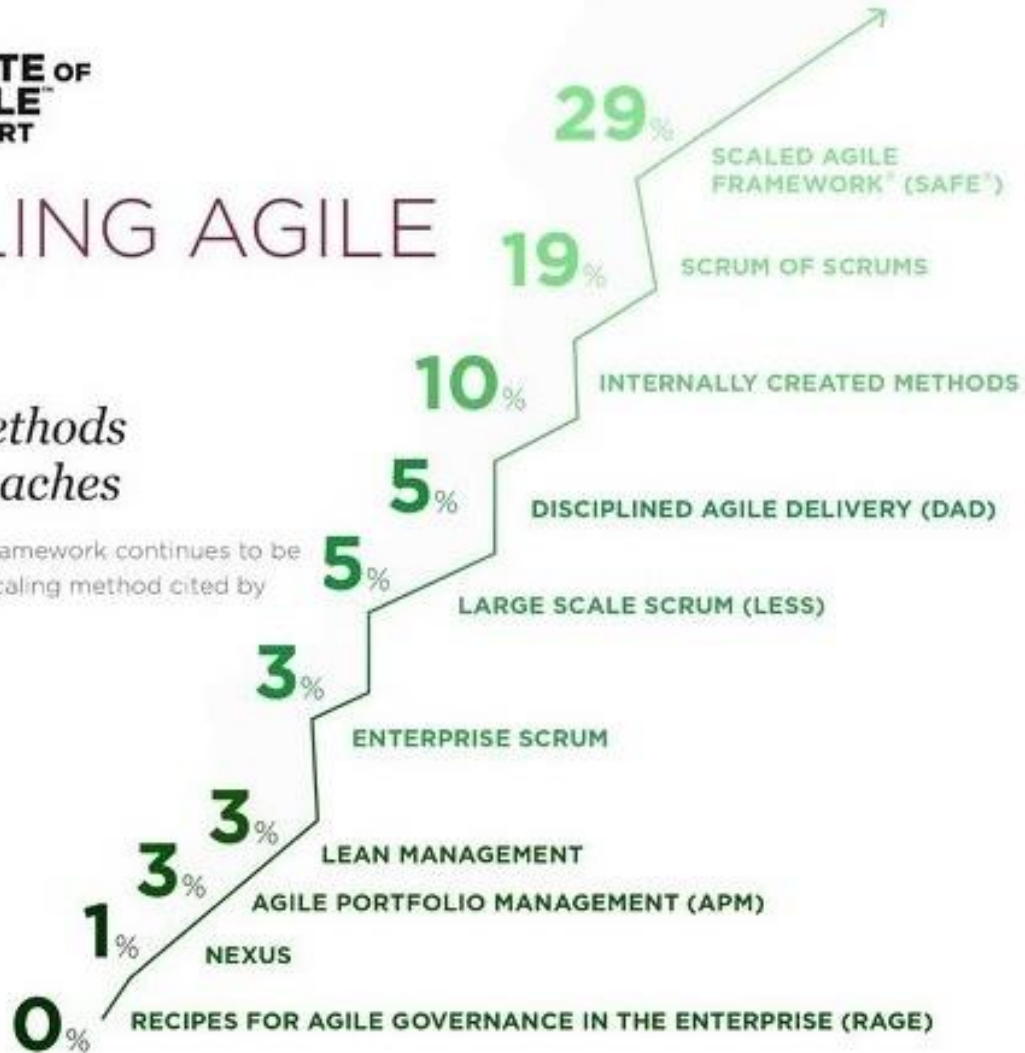 TE OF
LE™
RT
LING AGILE
ethods
aches
amework continues to be
caling method cited by
29%
SCALED AGILE
FRAMEWORK® (SAFE®)
19%
SCRUM OF SCRUMS
10%
INTERNALLY CREATED METHODS
5%
DISCIPLINED AGILE DELIVERY (DAD)
5%
LARGE SCALE SCRUM (LESS)
3%
ENTERPRISE SCRUM
3%
LEAN MANAGEMENT
3%
AGILE PORTFOLIO MANAGEMENT (APM)
1%
NEXUS
0%
RECIPES FOR AGILE GOVERNANCE IN THE ENTERPRISE (RAGE)